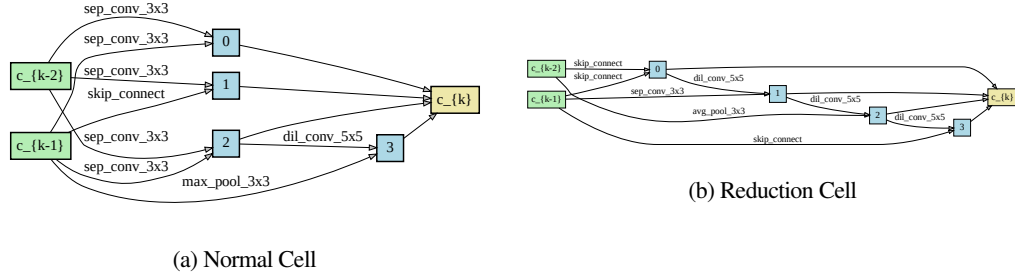 sep_conv_3x3
sep_conv_3x3
0
c_{k-2}
sep_conv_3x3
1
skip_connect
c_{k}
c_{k-1}
sep_conv_3x3
2
dil_conv_5x5
3
sep_conv_3x3
max_pool_3x3
(a) Normal Cell
c_{k-2}
skip_connect
0
skip_connect
dil_conv_5x5
c_{k-1}
sep_conv_3x3
1
c_{k}
dil_conv_5x5
avg_pool_3x3
2
dil_conv_5x5
3
skip_connect
(b) Reduction Cell